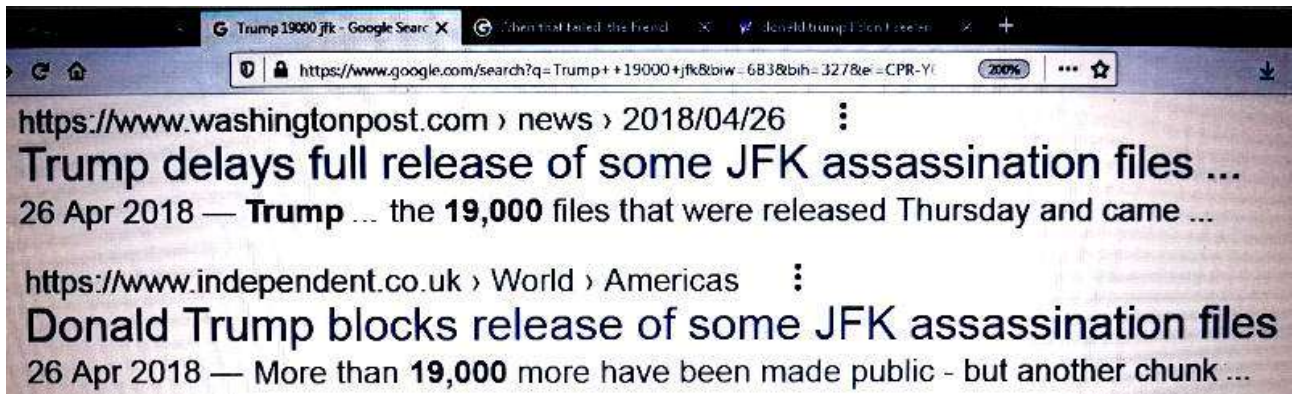 Trump 19000 jfk - Google Searc
https://www.google.com/search?q=Trump++19000+jfk&biw=683&bih=327&ei=CPR-Y
200%
https://www.washingtonpost.com › news › 2018/04/26
Trump delays full release of some JFK assassination files ...
26 Apr 2018 — Trump ... the 19,000 files that were released Thursday and came ...
https://www.independent.co.uk › World › Americas
Donald Trump blocks release of some JFK assassination files
26 Apr 2018 — More than 19,000 more have been made public - but another chunk ...